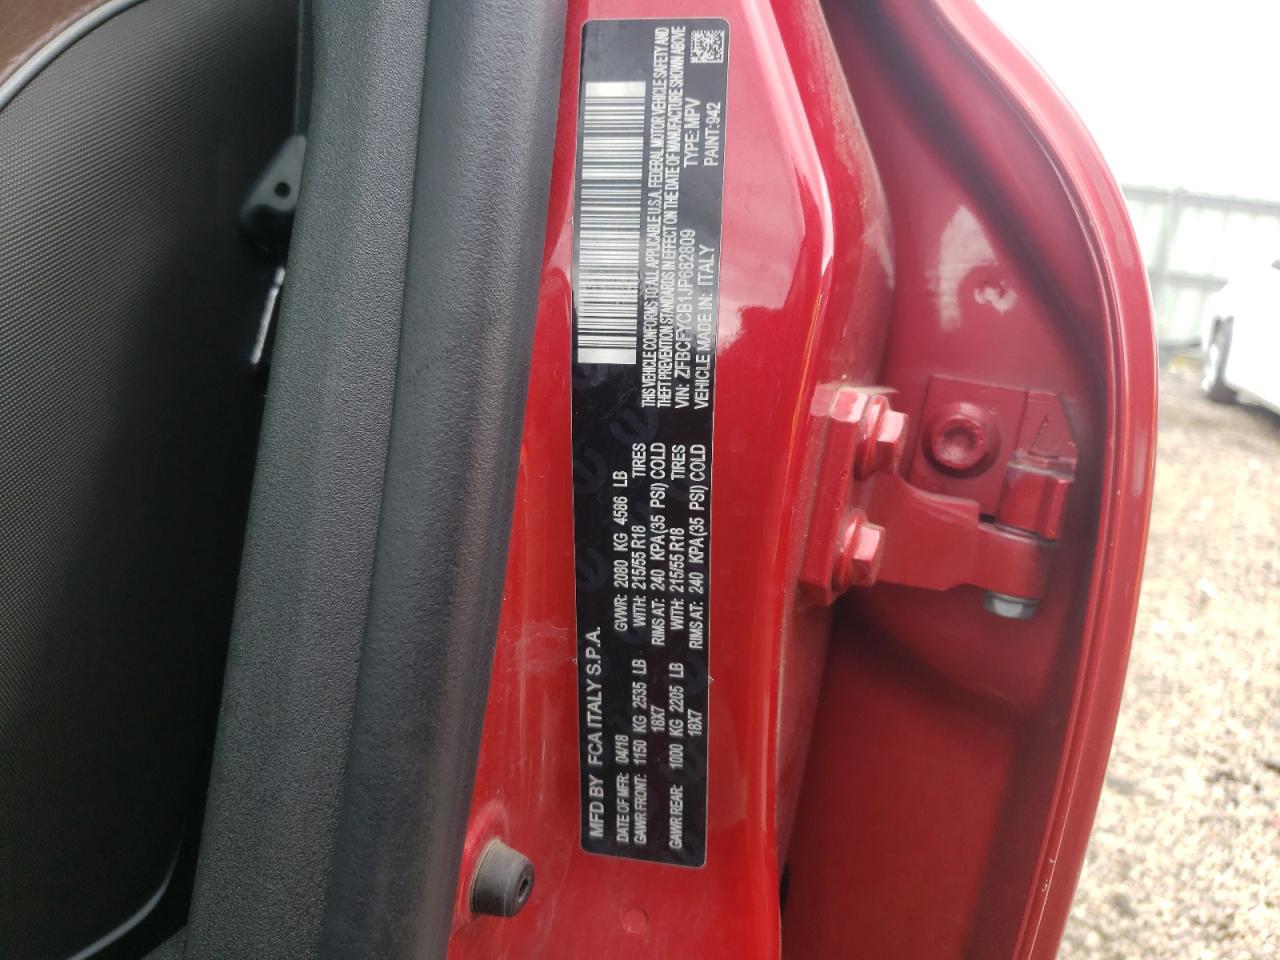 MFD BY FCA ITALY S.P.A.
DATE OF MFR: 04/18 GVWR: 2080 KG 4586 LB
GAWR FRONT: 1150 KG 2535 LB WITH: 215/55 R18 TIRES
18X7 RIMS AT: 240 KPA(35 PSI) COLD
GAWR REAR: 1000 KG 2205 LB WITH: 215/55 R18 TIRES
18X7 RIMS AT: 240 KPA(35 PSI) COLD
THIS VEHICLE CONFORMS TO ALL APPLICABLE U.S.A. FEDERAL MOTOR VEHICLE SAFETY AND
THEFT PREVENTION STANDARDS IN EFFECT ON THE DATE OF MANUFACTURE SHOWN ABOVE
VIN: ZFBCFYCB1JP682809 TYPE: MPV
VEHICLE MADE IN: ITALY PAINT: 942